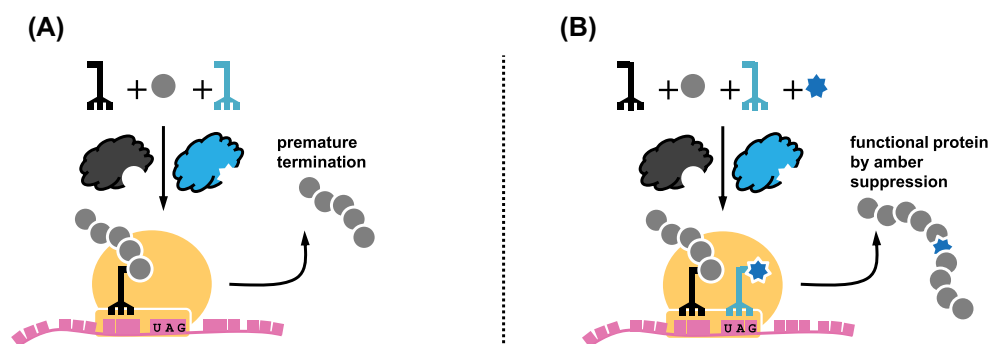 (A)
+
+
premature
termination
UAG
(B)
+
+
+
functional protein
by amber
suppression
UAG